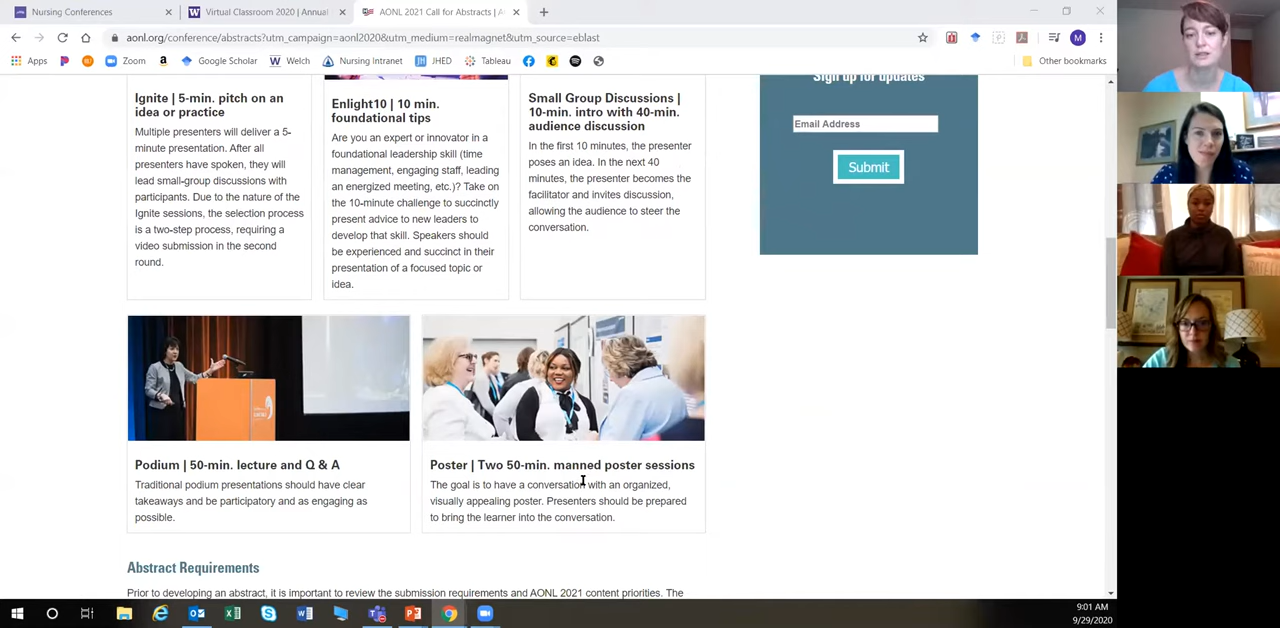 Nursing Conferences
Virtual Classroom 2020 | Annual
AONL 2021 Call for Abstracts | A
aonl.org/conference/abstracts?utm_campaign=aonl2020&utm_medium=realmagnet&utm_source=eblast
M
Apps
Zoom
Google Scholar
Welch
JHED
Nursing Intranet
Tableau
Other bookmarks
Ignite | 5-min. pitch on an
idea or practice
Multiple presenters will deliver a 5-
minute presentation. After all
presenters have spoken, they will
lead small-group discussions with
participants. Due to the nature of the
Ignite sessions, the selection process
is a two-step process, requiring a
video submission in the second
round.
Enlight10 | 10 min.
foundational tips
Are you an expert or innovator in a
foundational leadership skill (time
management, engaging staff, leading
an energized meeting, etc.)? Take on
the 10-minute challenge to succinctly
present advice to new leaders to
develop that skill. Speakers should
be experienced and succinct in their
presentation of a focused topic or
idea.
Small Group Discussions |
10-min. intro with 40-min.
audience discussion
In the first 10 minutes, the presenter
poses an idea. In the next 40
minutes, the presenter becomes the
facilitator and invites discussion,
allowing the audience to steer the
conversation.
Sign up for updates
Email Address
Submit
Podium | 50-min. lecture and Q & A
Traditional podium presentations should have clear
takeaways and be participatory and as engaging as
possible.
Poster | Two 50-min. manned poster sessions
The goal is to have a conversation with an organized,
visually appealing poster. Presenters should be prepared
to bring the learner into the conversation.
Abstract Requirements
Prior to developing an abstract, it is important to review the submission requirements and AONL 2021 content priorities. The
9:01 AM
9/29/2020